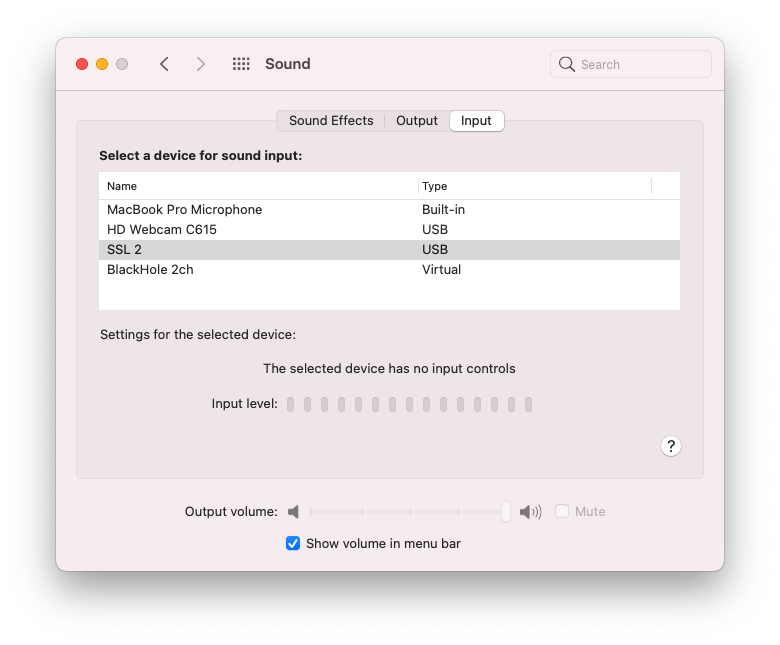 Sound
Search
Sound Effects Output Input
Select a device for sound input:
Name Type
MacBook Pro Microphone Built-in
HD Webcam C615 USB
SSL 2 USB
BlackHole 2ch Virtual
Settings for the selected device:
The selected device has no input controls
Input level:
?
Output volume: Mute
Show volume in menu bar